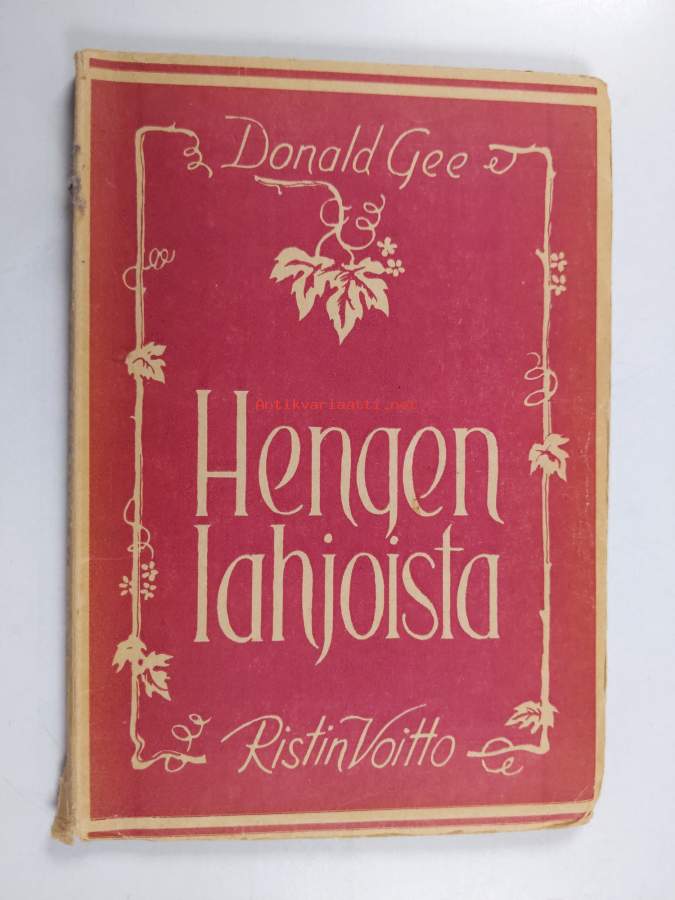 Donald Gee
Antikvariaatti.net
Hengen
lahjoista
Ristin Voitto